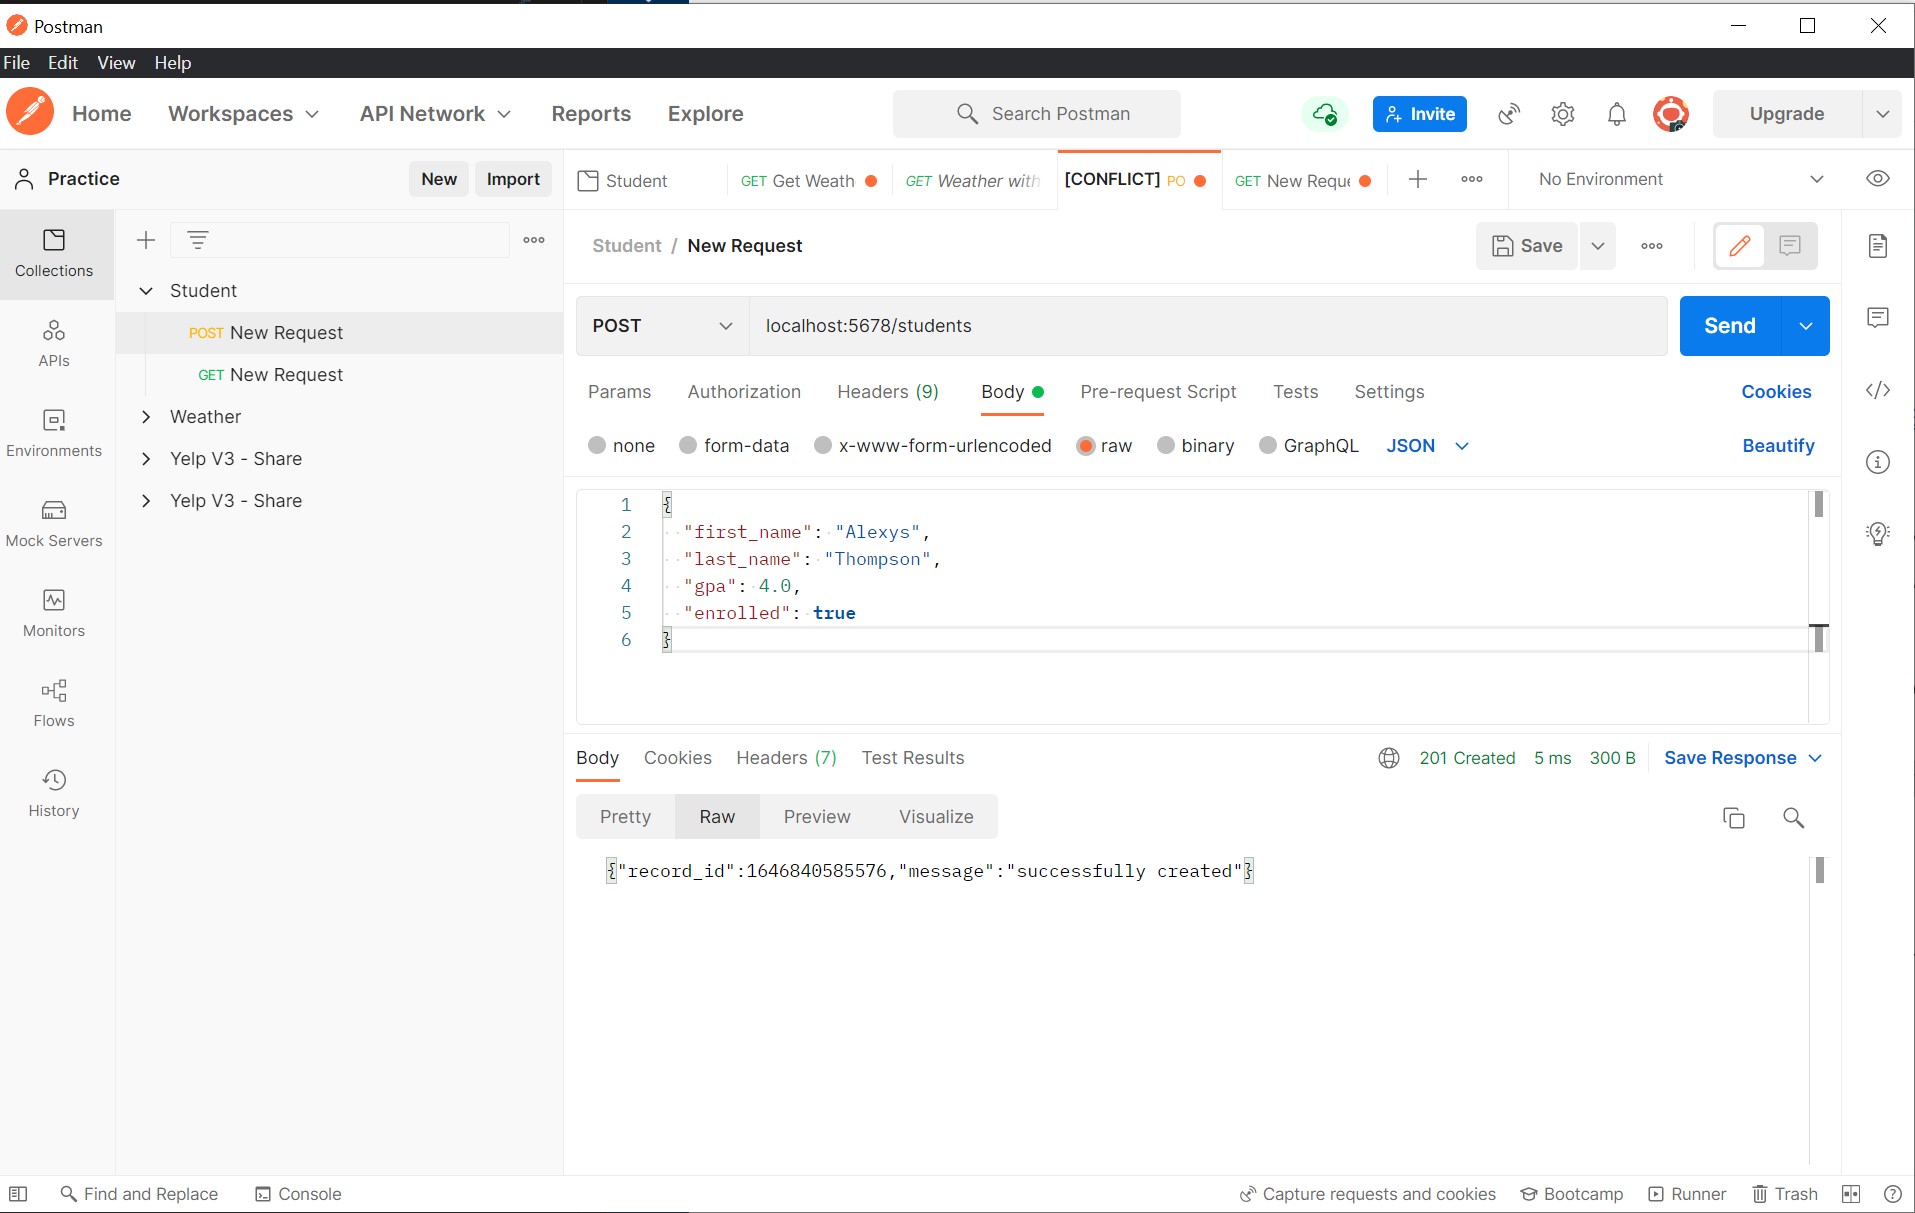 Postman
File Edit View Help
Home Workspaces API Network Reports Explore Search Postman Invite Upgrade
Practice New Import Student GET Get Weath GET Weather with [CONFLICT] PO GET New Reque No Environment
Collections
APIs
Environments
Mock Servers
Monitors
Flows
History
Student
POST New Request
GET New Request
Weather
Yelp V3 - Share
Yelp V3 - Share
Student / New Request Save
POST localhost:5678/students Send
Params Authorization Headers (9) Body Pre-request Script Tests Settings Cookies
none form-data x-www-form-urlencoded raw binary GraphQL JSON Beautify
1 {
2 "first_name": "Alexys",
3 "last_name": "Thompson",
4 "gpa": 4.0,
5 "enrolled": true
6 }
Body Cookies Headers (7) Test Results 201 Created 5 ms 300 B Save Response
Pretty Raw Preview Visualize
{"record_id":1646840585576,"message":"successfully created"}
Find and Replace Console Capture requests and cookies Bootcamp Runner Trash